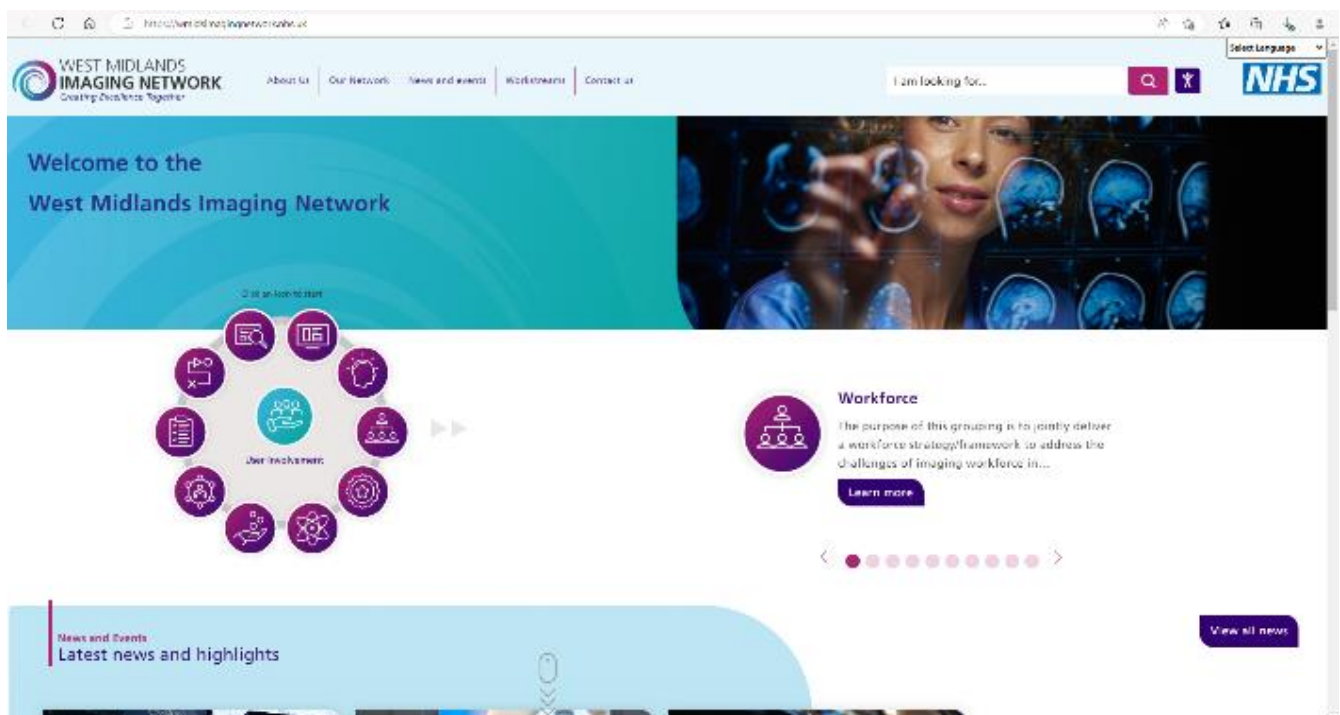 WEST MIDLANDS
IMAGING NETWORK
Creating Excellence Together
About Us
Our Network
News and events
Workstreams
Contact us
I am looking for...
Select Language
NHS
Welcome to the
West Midlands Imaging Network
Click an icon to start
User Involvement
Workforce
The purpose of this grouping is to jointly deliver
a workforce strategy/framework to address the
challenges of imaging workforce in...
Learn more
News and Events
Latest news and highlights
View all news